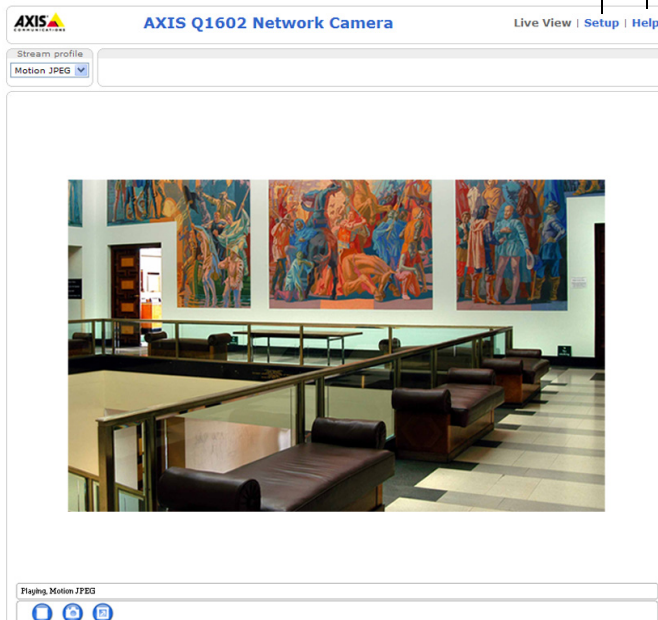 AXIS
COMMUNICATIONS
AXIS Q1602 Network Camera
Live View | Setup | Help
Stream profile
Motion JPEG
Playing, Motion JPEG